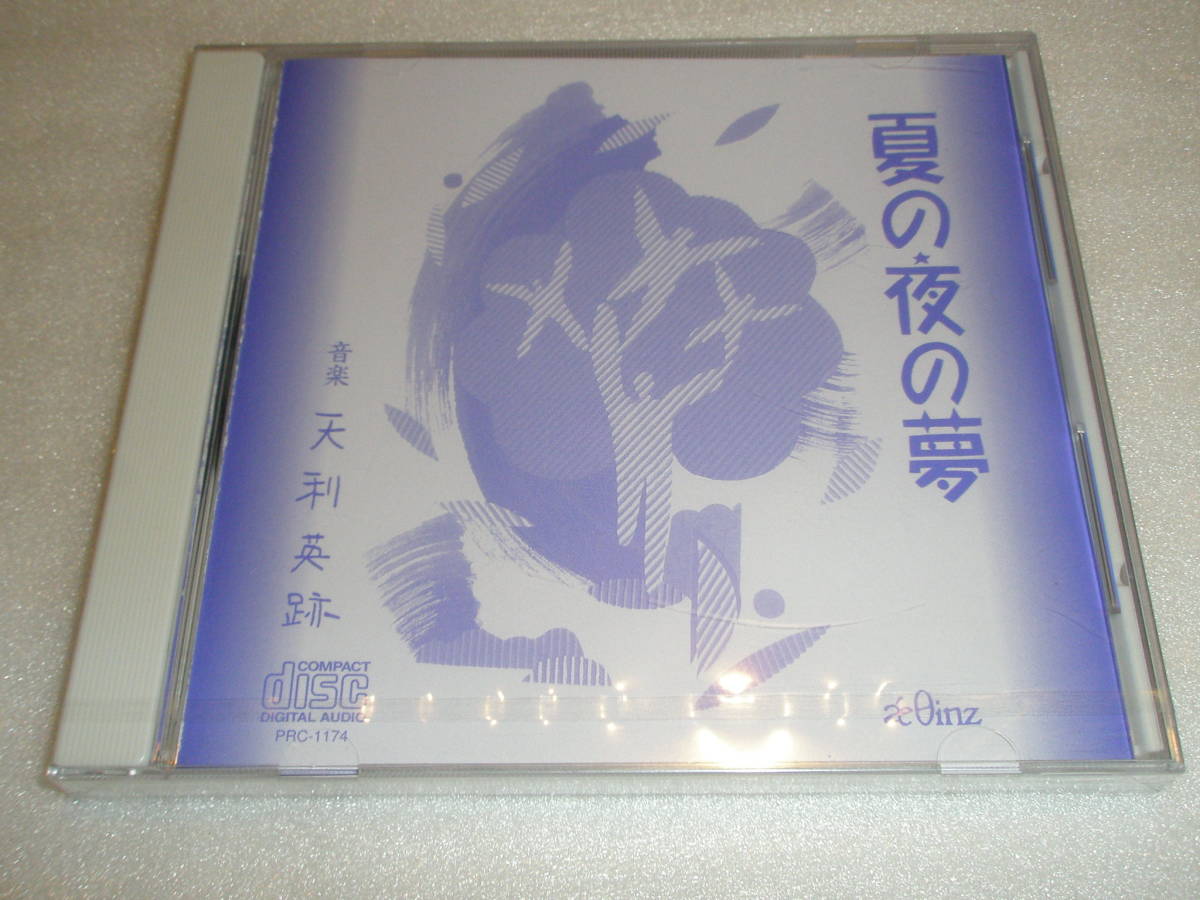 夏の夜の夢
音楽 天利英跡
COMPACT
disc
DIGITAL AUDIO
PRC-1174
æθinz